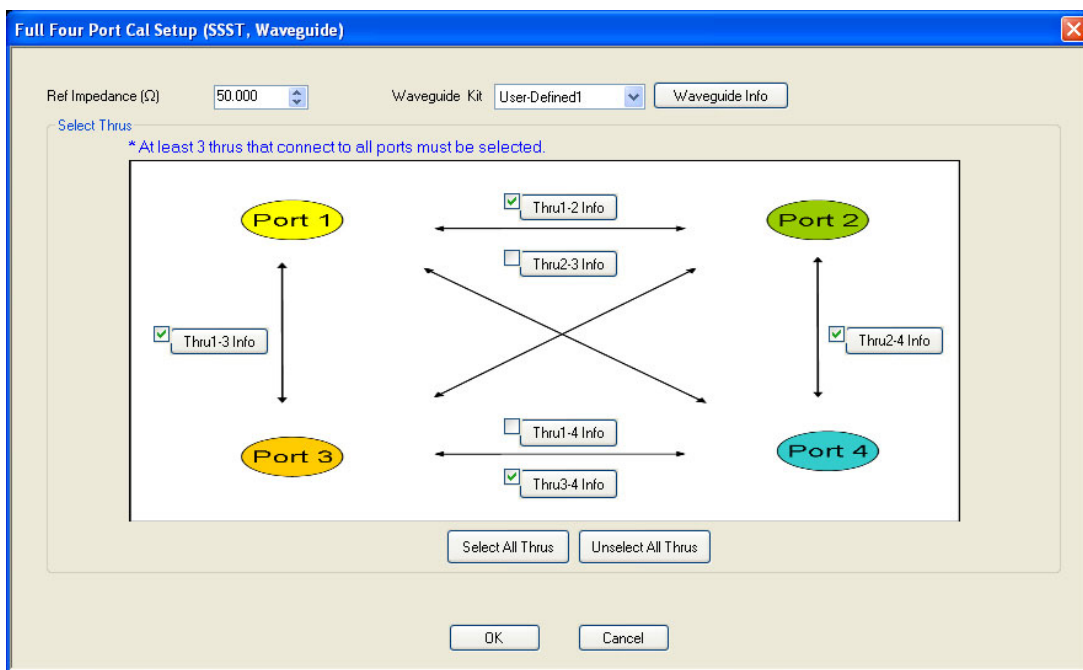 Full Four Port Cal Setup (SSST, Waveguide)
Ref Impedance (Ω) 50.000 Waveguide Kit User-Defined1 Waveguide Info
Select Thrus
* At least 3 thrus that connect to all ports must be selected.
Port 1 Thru1-2 Info Port 2
Thru2-3 Info
Thru1-3 Info Thru2-4 Info
Thru1-4 Info
Port 3 Port 4
Thru3-4 Info
Select All Thrus Unselect All Thrus
OK Cancel